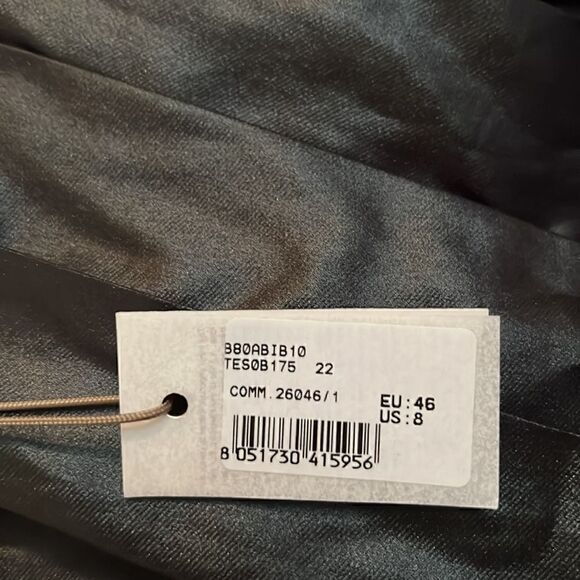 B80ABIB10
TES0B175 22
COMM.26046/1
EU:46
US:8
8 051730 415956